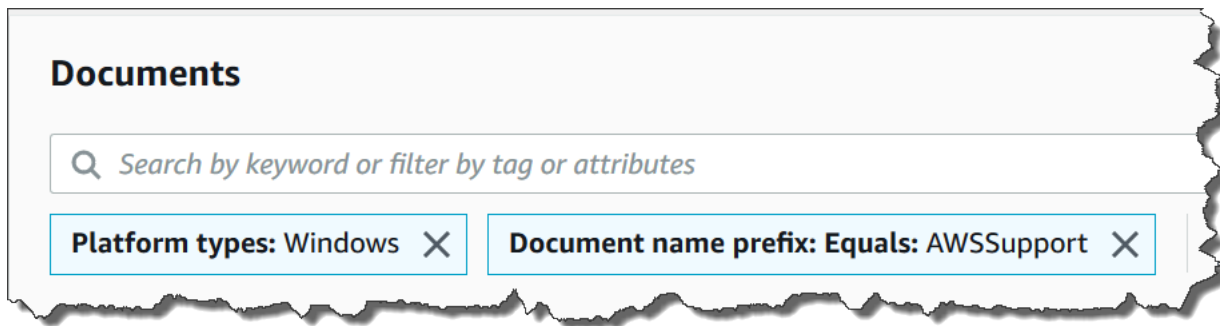 Documents
Search by keyword or filter by tag or attributes
Platform types: Windows Document name prefix: Equals: AWSSupport